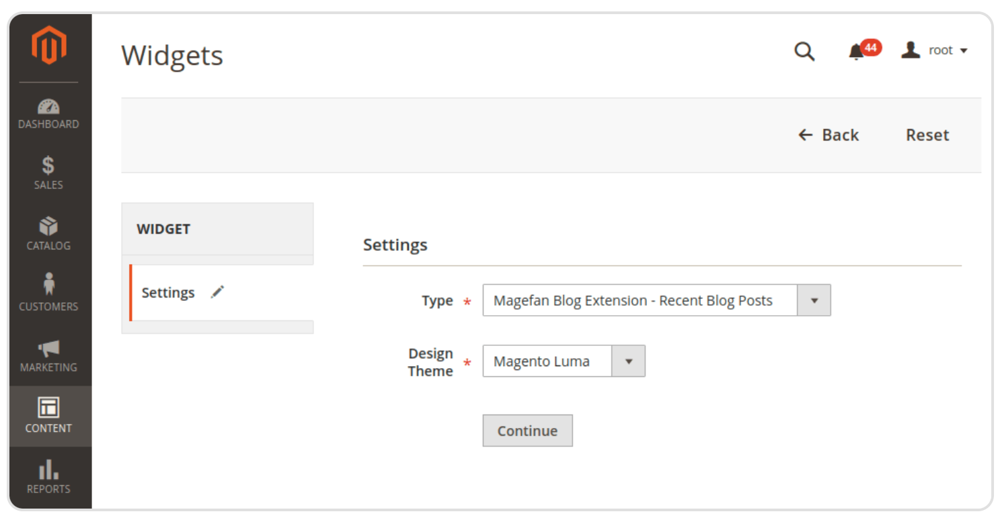 Widgets
44
root
DASHBOARD
SALES
CATALOG
CUSTOMERS
MARKETING
CONTENT
REPORTS
Back
Reset
WIDGET
Settings
Settings
Type *
Magefan Blog Extension - Recent Blog Posts
Design
Theme *
Magento Luma
Continue